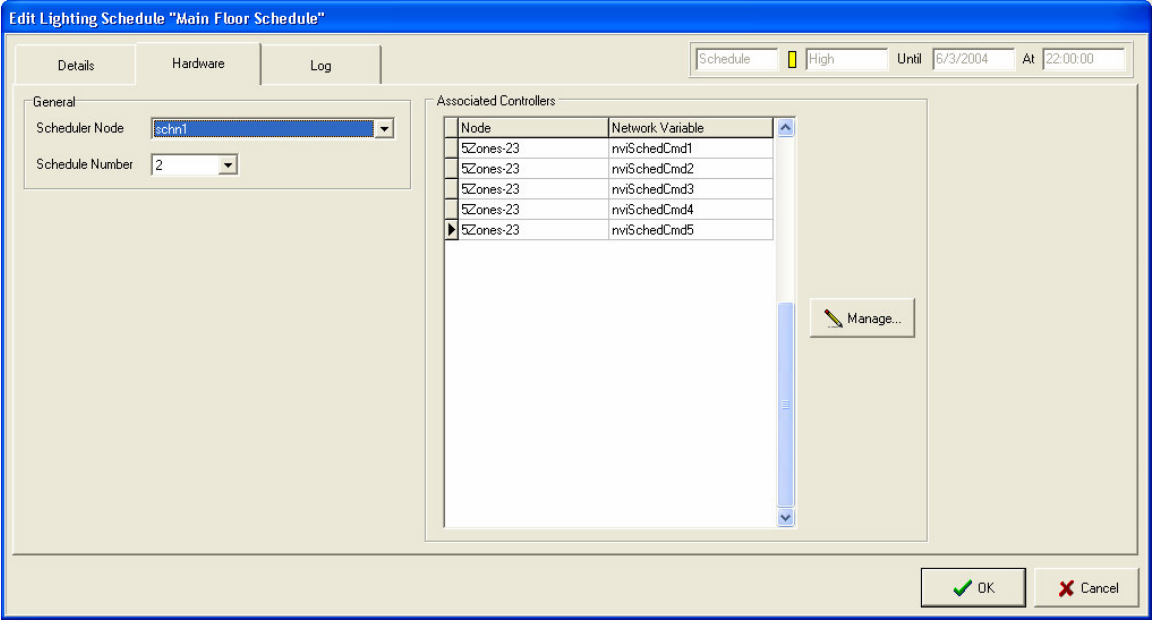 Edit Lighting Schedule "Main Floor Schedule"
Details Hardware Log Schedule High Until 6/3/2004 At 22:00:00
General
Scheduler Node schn1
Schedule Number 2
Associated Controllers
Node Network Variable
5Zones-23 nviSchedCmd1
5Zones-23 nviSchedCmd2
5Zones-23 nviSchedCmd3
5Zones-23 nviSchedCmd4
5Zones-23 nviSchedCmd5
Manage...
OK Cancel